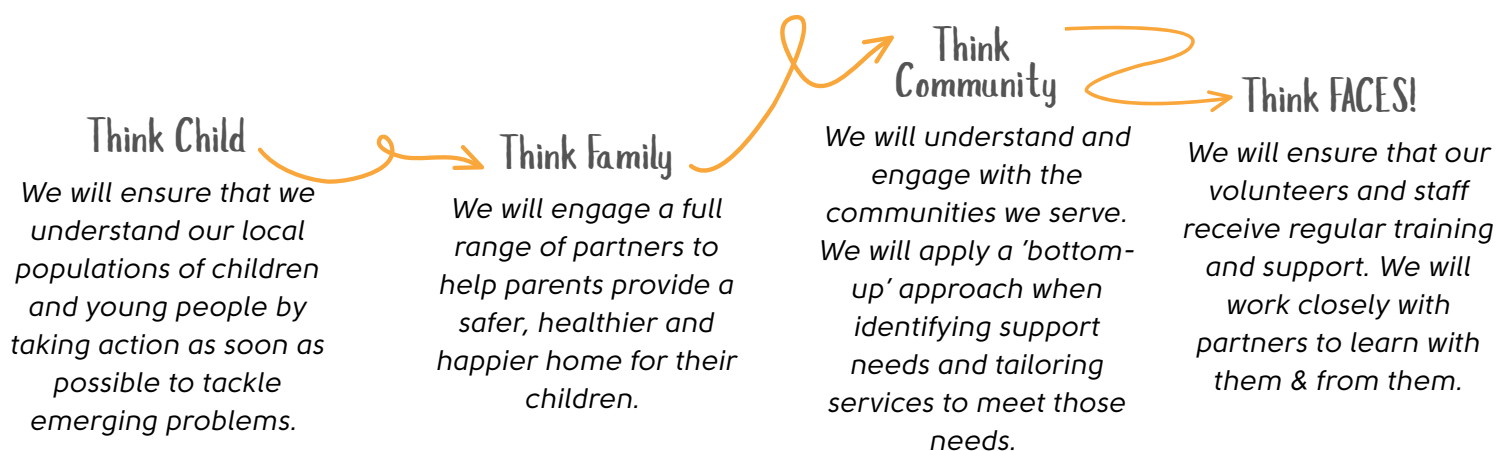 Think Child
We will ensure that we
understand our local
populations of children
and young people by
taking action as soon as
possible to tackle
emerging problems.
Think Family
We will engage a full
range of partners to
help parents provide a
safer, healthier and
happier home for their
children.
Think
Community
We will understand and
engage with the
communities we serve.
We will apply a 'bottom-
up' approach when
identifying support
needs and tailoring
services to meet those
needs.
Think FACES!
We will ensure that our
volunteers and staff
receive regular training
and support. We will
work closely with
partners to learn with
them & from them.